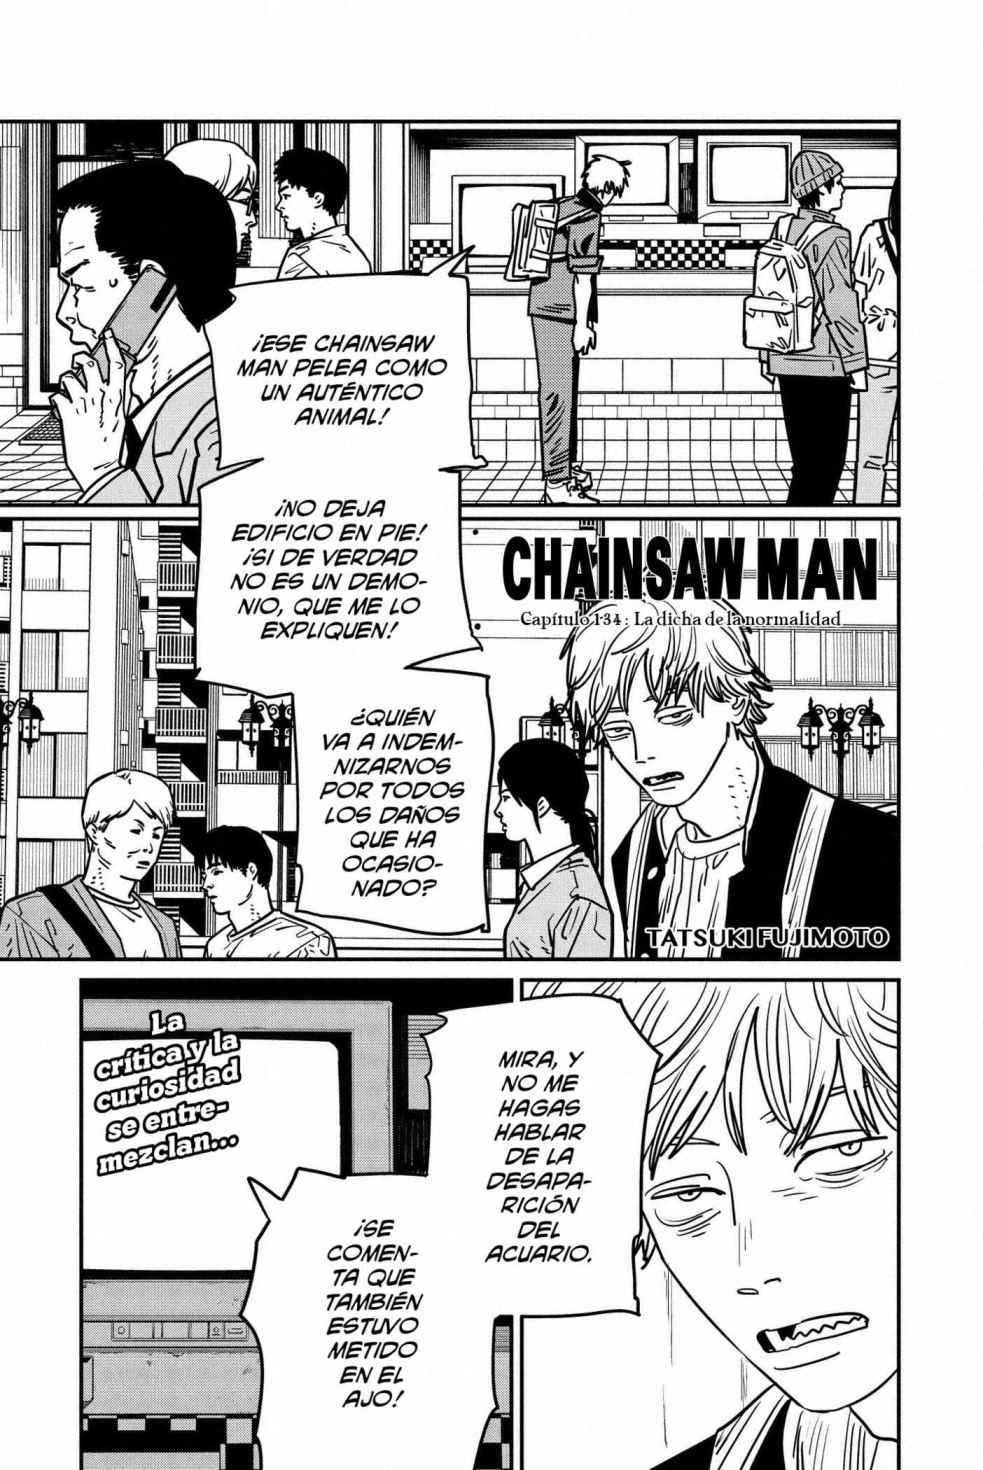 ¡ESE CHAINSAW
MAN PELEA COMO
UN AUTÉNTICO
ANIMAL!
¡NO DEJA
EDIFICIO EN PIE!
¡SI DE VERDAD
NO ES UN DEMO-
NIO, QUE ME LO
EXPLIQUEN!
CHAINSAW MAN
Capítulo 134: La dicha de la normalidad
¿QUIÉN
VA A INDEM-
NIZARNOS
POR TODOS
LOS DAÑOS
QUE HA
OCASIO-
NADO?
TATSUKI FUJIMOTO
MIRA, Y
NO ME
HAGAS
HABLAR
DE LA
DESAPA-
RICIÓN
DEL
ACUARIO.
La
crítica y la
curiosidad
se entre-
mezclan...
¡SE
COMEN-
TA QUE
TAMBIÉN
ESTUVO
METIDO
EN EL
AJO!